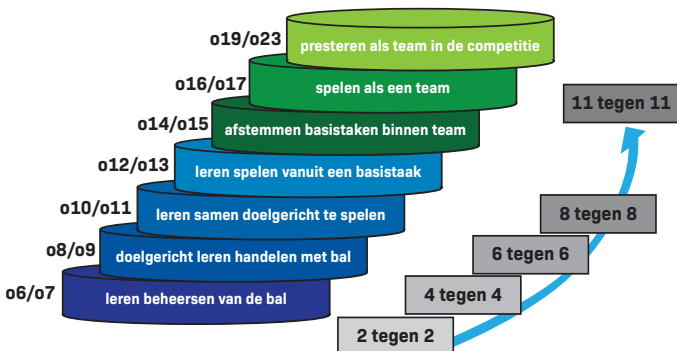 o19/o23
presteren als team in de competitie
o16/o17
spelen als een team
11 tegen 11
o14/o15
afstemmen basistaken binnen team
o12/o13
leren spelen vanuit een basistaak
o10/o11
leren samen doelgericht te spelen
8 tegen 8
o8/o9
doelgericht leren handelen met bal
6 tegen 6
o6/o7
leren beheersen van de bal
4 tegen 4
2 tegen 2